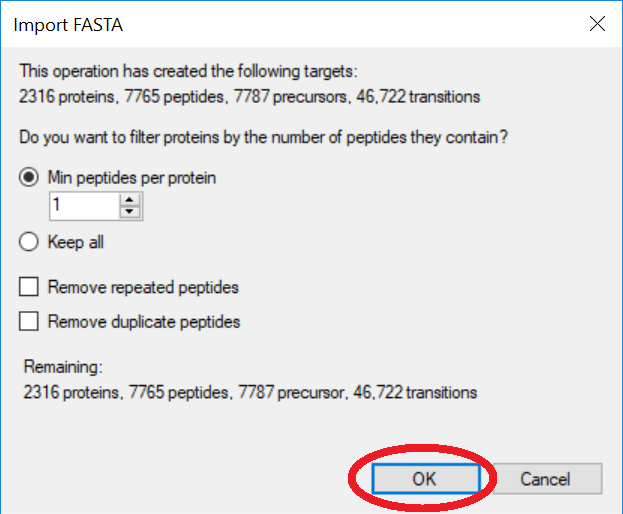 Import FASTA
This operation has created the following targets:
2316 proteins, 7765 peptides, 7787 precursors, 46,722 transitions
Do you want to filter proteins by the number of peptides they contain?
Min peptides per protein
1
Keep all
Remove repeated peptides
Remove duplicate peptides
Remaining:
2316 proteins, 7765 peptides, 7787 precursor, 46,722 transitions
OK Cancel